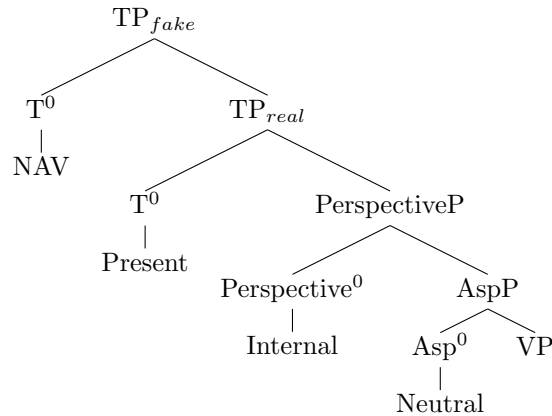 TP_fake
T^0 TP_real
NAV
T^0 PerspectiveP
Present
Perspective^0 AspP
Internal Asp^0 VP
Neutral